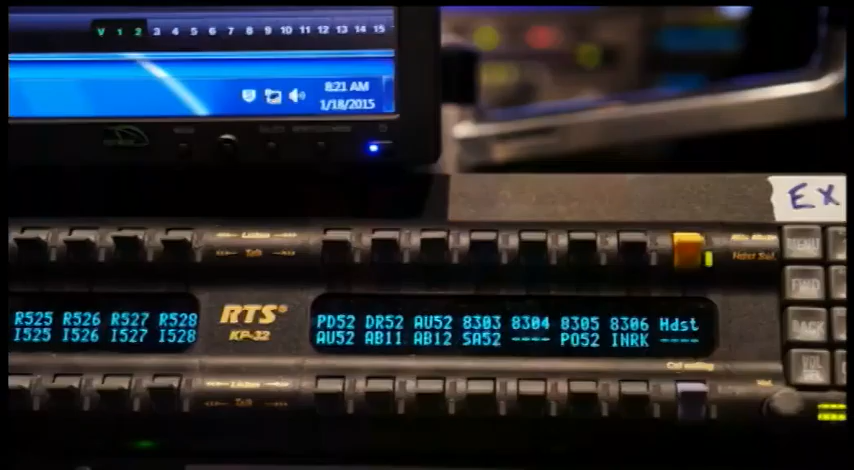 V 1 2 3 4 5 6 7 8 9 10 11 12 13 14 15
8:21 AM
1/18/2015
EX
Listen
Talk
R525 R526 R527 R528
I525 I526 I527 I528
RTS®
KP-32
PD52 DR52 AU52 8303 8304 8305 8306 Hdst
AU52 AB11 AB12 SA52 ---- PO52 INRK ----
Listen
Talk
MENU
FWD
BACK
VOL
SEL